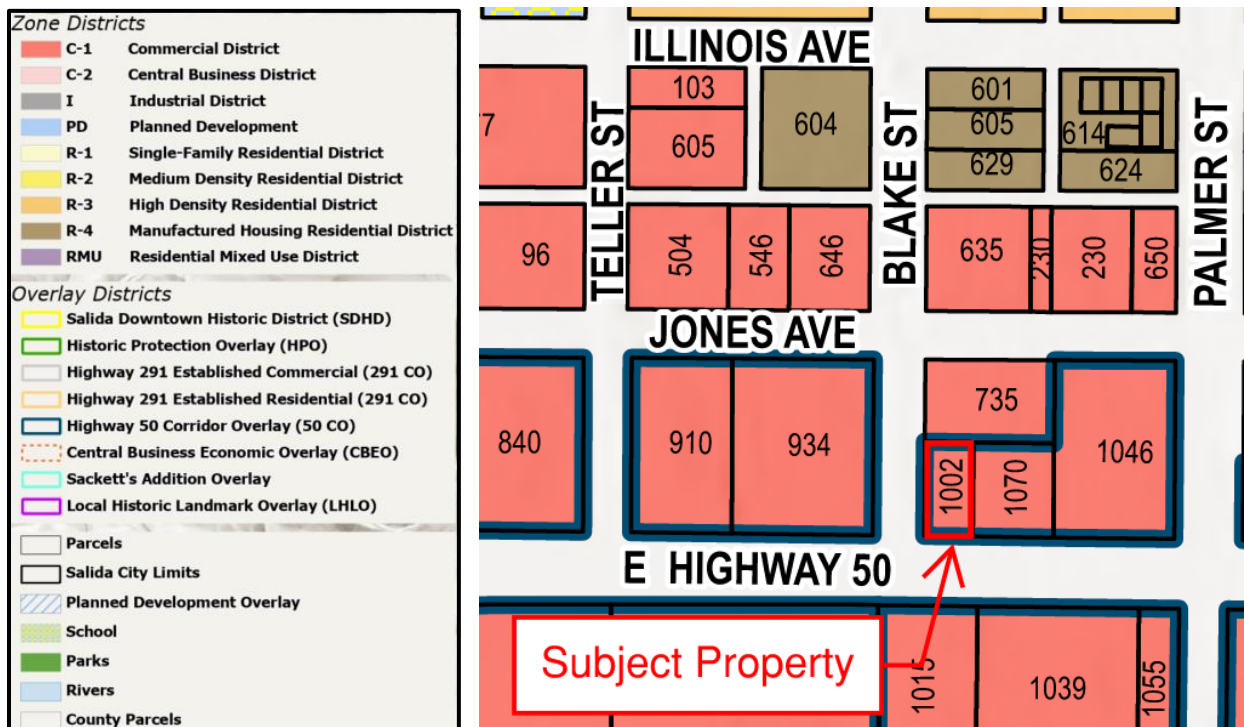 Zone Districts
C-1 Commercial District
C-2 Central Business District
I Industrial District
PD Planned Development
R-1 Single-Family Residential District
R-2 Medium Density Residential District
R-3 High Density Residential District
R-4 Manufactured Housing Residential District
RMU Residential Mixed Use District
Overlay Districts
Salida Downtown Historic District (SDHD)
Historic Protection Overlay (HPO)
Highway 291 Established Commercial (291 CO)
Highway 291 Established Residential (291 CO)
Highway 50 Corridor Overlay (50 CO)
Central Business Economic Overlay (CBEO)
Sackett's Addition Overlay
Local Historic Landmark Overlay (LHLO)
Parcels
Salida City Limits
Planned Development Overlay
School
Parks
Rivers
County Parcels
ILLINOIS AVE
TELLER ST
BLAKE ST
PALMER ST
103
605
604
601
605
629
614
624
96
504
546
646
635
230
230
650
JONES AVE
840
910
934
735
1002
1070
1046
E HIGHWAY 50
Subject Property
1015
1039
1055